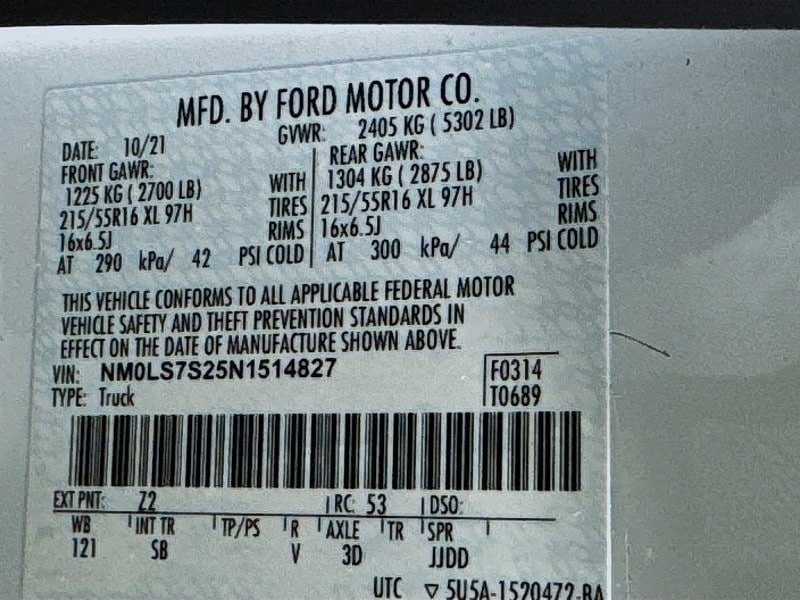 MFD. BY FORD MOTOR CO.
DATE: 10/21 GVWR: 2405 KG ( 5302 LB)
FRONT GAWR: REAR GAWR:
1225 KG ( 2700 LB) WITH 1304 KG ( 2875 LB) WITH
215/55R16 XL 97H TIRES 215/55R16 XL 97H TIRES
16x6.5J RIMS 16x6.5J RIMS
AT 290 kPa/ 42 PSI COLD AT 300 kPa/ 44 PSI COLD
THIS VEHICLE CONFORMS TO ALL APPLICABLE FEDERAL MOTOR
VEHICLE SAFETY AND THEFT PREVENTION STANDARDS IN
EFFECT ON THE DATE OF MANUFACTURE SHOWN ABOVE.
VIN: NM0LS7S25N1514827 F0314
TYPE: Truck T0689
EXT PNT: Z2 RC: 53 DSO:
WB INT TR TP/PS R AXLE TR SPR
121 SB V 3D JJDD
UTC ▽ 5U5A-1520472-BA